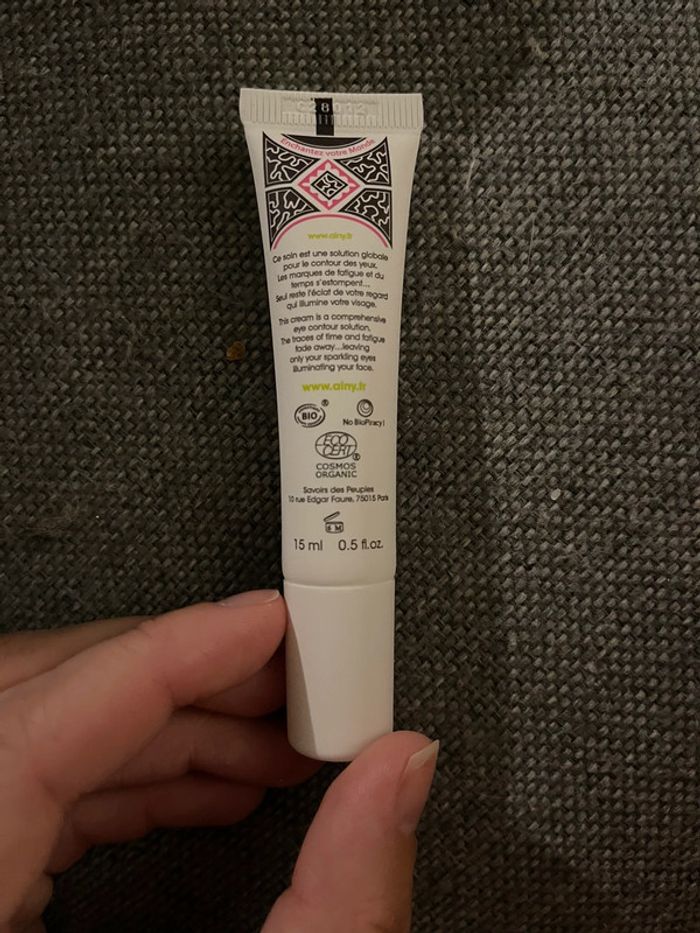 C28012
Enchantez votre Monde
www.ainy.fr
Ce soin est une solution globale
pour le contour des yeux.
Les marques de fatigue et du
temps s'estompent...
Seul reste l'éclat de votre regard
qui illumine votre visage.
This cream is a comprehensive
eye contour solution.
The traces of time and fatigue
fade away...leaving
only your sparkling eyes
illuminating your face.
www.ainy.fr
BIO
®
No BioPiracy!
ECO
CERT
®
COSMOS
ORGANIC
Savoirs des Peuples
10 rue Edgar Faure, 75015 Paris
6 M
15 ml 0.5 fl.oz.